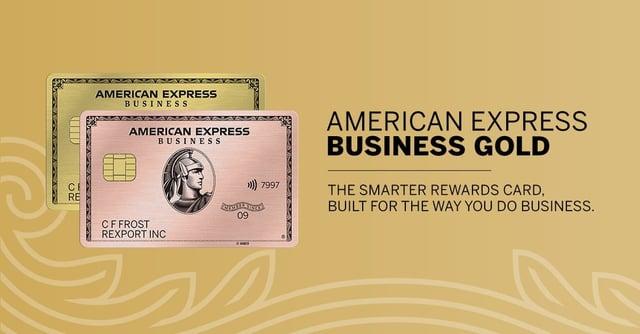 AMERICAN EXPRESS
BUSINESS
C F
RE
AMERICAN EXPRESS
BUSINESS
7997
MEMBER SINCE
09
C F FROST
REXPORT INC
AMERICAN EXPRESS
BUSINESS GOLD
THE SMARTER REWARDS CARD,
BUILT FOR THE WAY YOU DO BUSINESS.